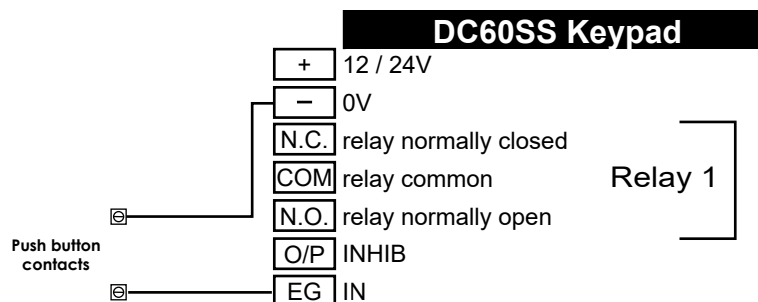 DC60SS Keypad
+ 12 / 24V
− 0V
N.C. relay normally closed
COM relay common
Relay 1
N.O. relay normally open
Push button
contacts
O/P INHIB
EG IN